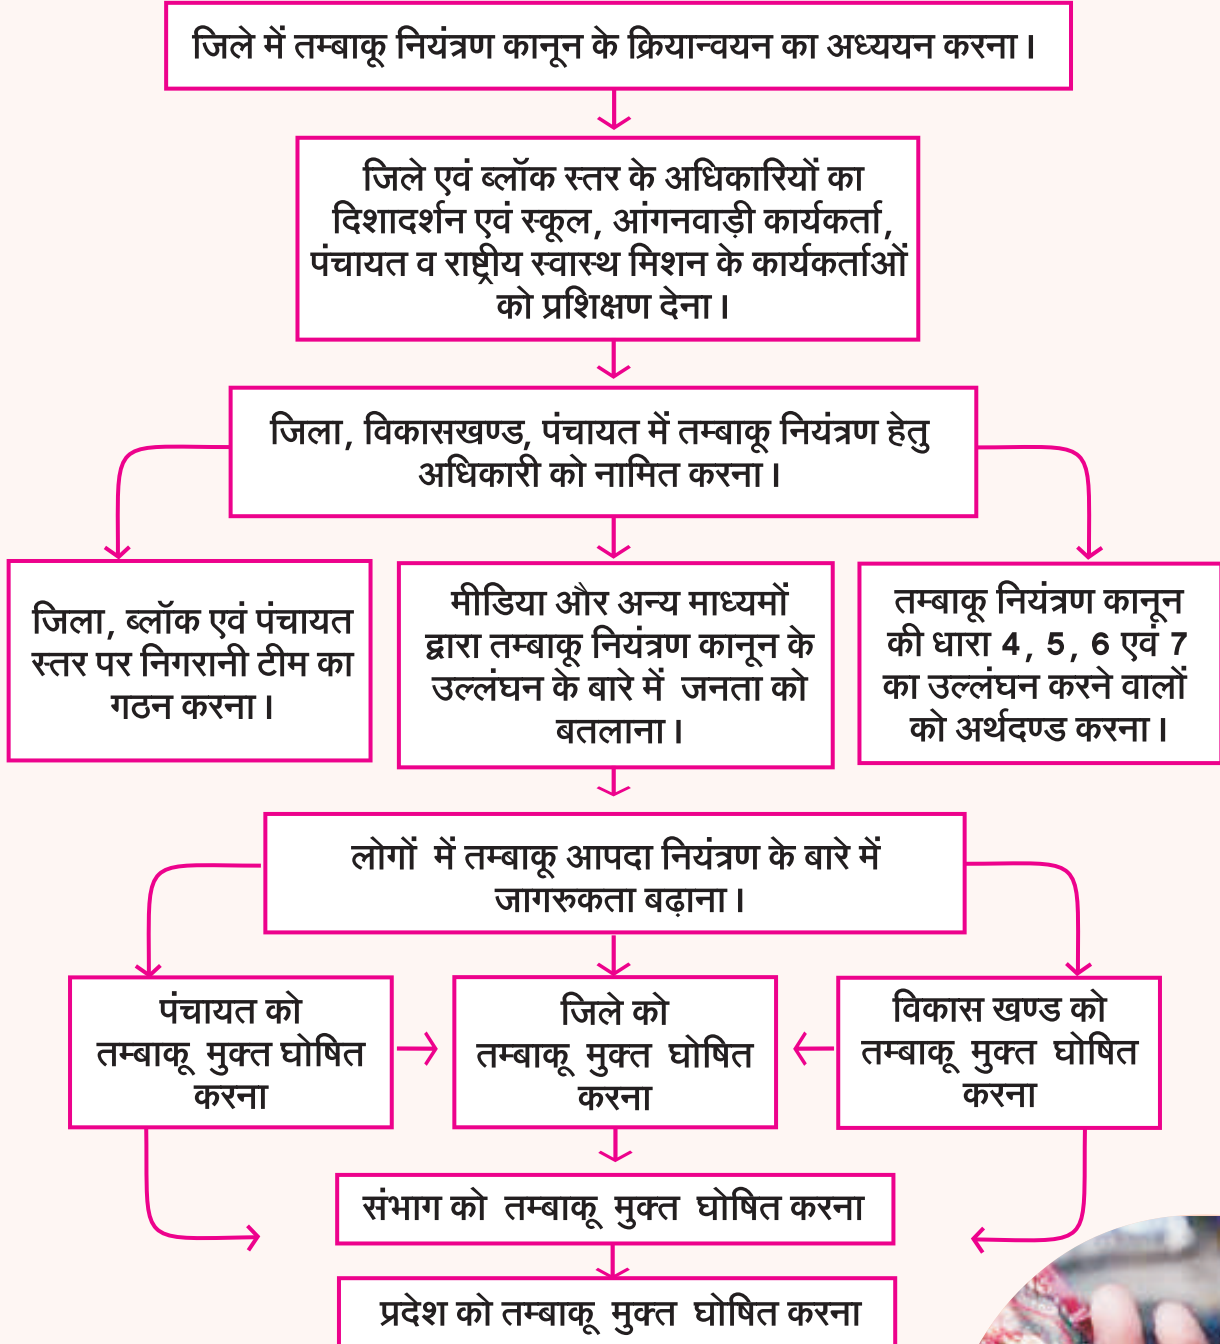 जिले में तम्बाकू नियंत्रण कानून के क्रियान्वयन का अध्ययन करना।
जिले एवं ब्लॉक स्तर के अधिकारियों का
दिशादर्शन एवं स्कूल, आंगनवाड़ी कार्यकर्ता,
पंचायत व राष्ट्रीय स्वास्थ मिशन के कार्यकर्ताओं
को प्रशिक्षण देना।
जिला, विकासखण्ड, पंचायत में तम्बाकू नियंत्रण हेतु
अधिकारी को नामित करना।
जिला, ब्लॉक एवं पंचायत
स्तर पर निगरानी टीम का
गठन करना।
मीडिया और अन्य माध्यमों
द्वारा तम्बाकू नियंत्रण कानून के
उल्लंघन के बारे में जनता को
बतलाना।
तम्बाकू नियंत्रण कानून
की धारा 4, 5, 6 एवं 7
का उल्लंघन करने वालों
को अर्थदण्ड करना।
लोगों में तम्बाकू आपदा नियंत्रण के बारे में
जागरुकता बढ़ाना।
पंचायत को
तम्बाकू मुक्त घोषित
करना
जिले को
तम्बाकू मुक्त घोषित
करना
विकास खण्ड को
तम्बाकू मुक्त घोषित
करना
संभाग को तम्बाकू मुक्त घोषित करना
प्रदेश को तम्बाकू मुक्त घोषित करना